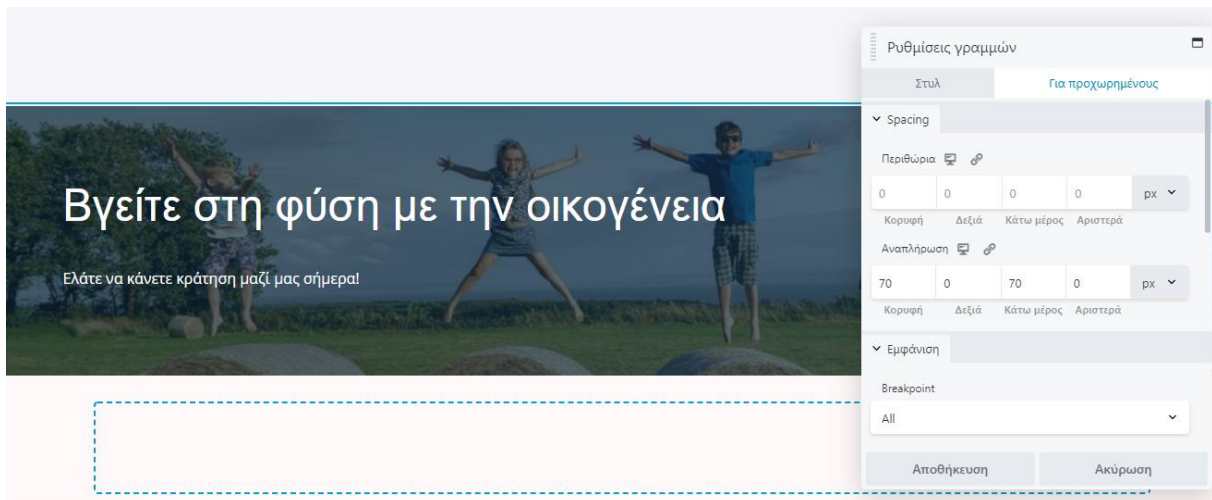 Ρυθμίσεις γραμμών
Στυλ
Για προχωρημένους
Spacing
Περιθώρια
0 0 0 0 px
Κορυφή Δεξιά Κάτω μέρος Αριστερά
Αναπλήρωση
70 0 70 0 px
Κορυφή Δεξιά Κάτω μέρος Αριστερά
Εμφάνιση
Breakpoint
All
Αποθήκευση Ακύρωση
Βγείτε στη φύση με την οικογένεια
Ελάτε να κάνετε κράτηση μαζί μας σήμερα!